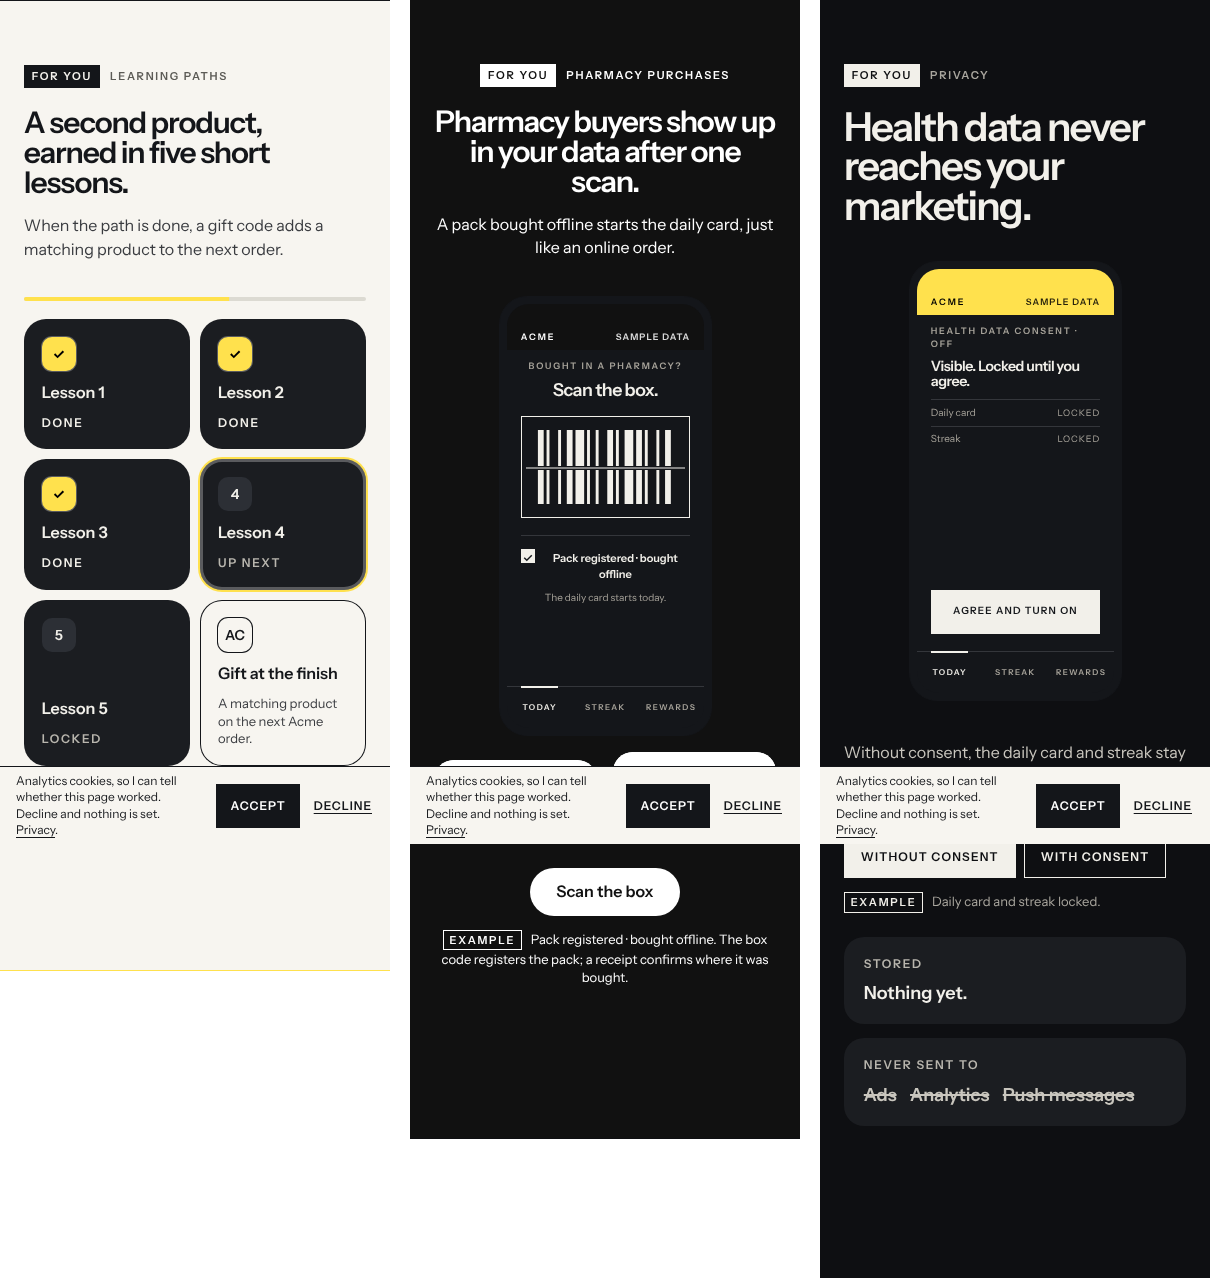 FOR YOU LEARNING PATHS
A second product,
earned in five short
lessons.
When the path is done, a gift code adds a
matching product to the next order.
Lesson 1
DONE
Lesson 2
DONE
Lesson 3
DONE
4
Lesson 4
UP NEXT
5
Lesson 5
LOCKED
AC
Gift at the finish
A matching product
on the next Acme
order.
Analytics cookies, so I can tell
whether this page worked.
Decline and nothing is set.
Privacy.
ACCEPT
DECLINE
FOR YOU PHARMACY PURCHASES
Pharmacy buyers show up
in your data after one
scan.
A pack bought offline starts the daily card, just
like an online order.
ACME SAMPLE DATA
BOUGHT IN A PHARMACY?
Scan the box.
Pack registered · bought
offline
The daily card starts today.
TODAY STREAK REWARDS
Analytics cookies, so I can tell
whether this page worked.
Decline and nothing is set.
Privacy.
ACCEPT
DECLINE
Scan the box
EXAMPLE Pack registered · bought offline. The box
code registers the pack; a receipt confirms where it was
bought.
FOR YOU PRIVACY
Health data never
reaches your
marketing.
ACME SAMPLE DATA
HEALTH DATA CONSENT ·
OFF
Visible. Locked until you
agree.
Daily card LOCKED
Streak LOCKED
AGREE AND TURN ON
TODAY STREAK REWARDS
Without consent, the daily card and streak stay
Analytics cookies, so I can tell
whether this page worked.
Decline and nothing is set.
Privacy.
ACCEPT
DECLINE
WITHOUT CONSENT WITH CONSENT
EXAMPLE Daily card and streak locked.
STORED
Nothing yet.
NEVER SENT TO
Ads Analytics Push messages